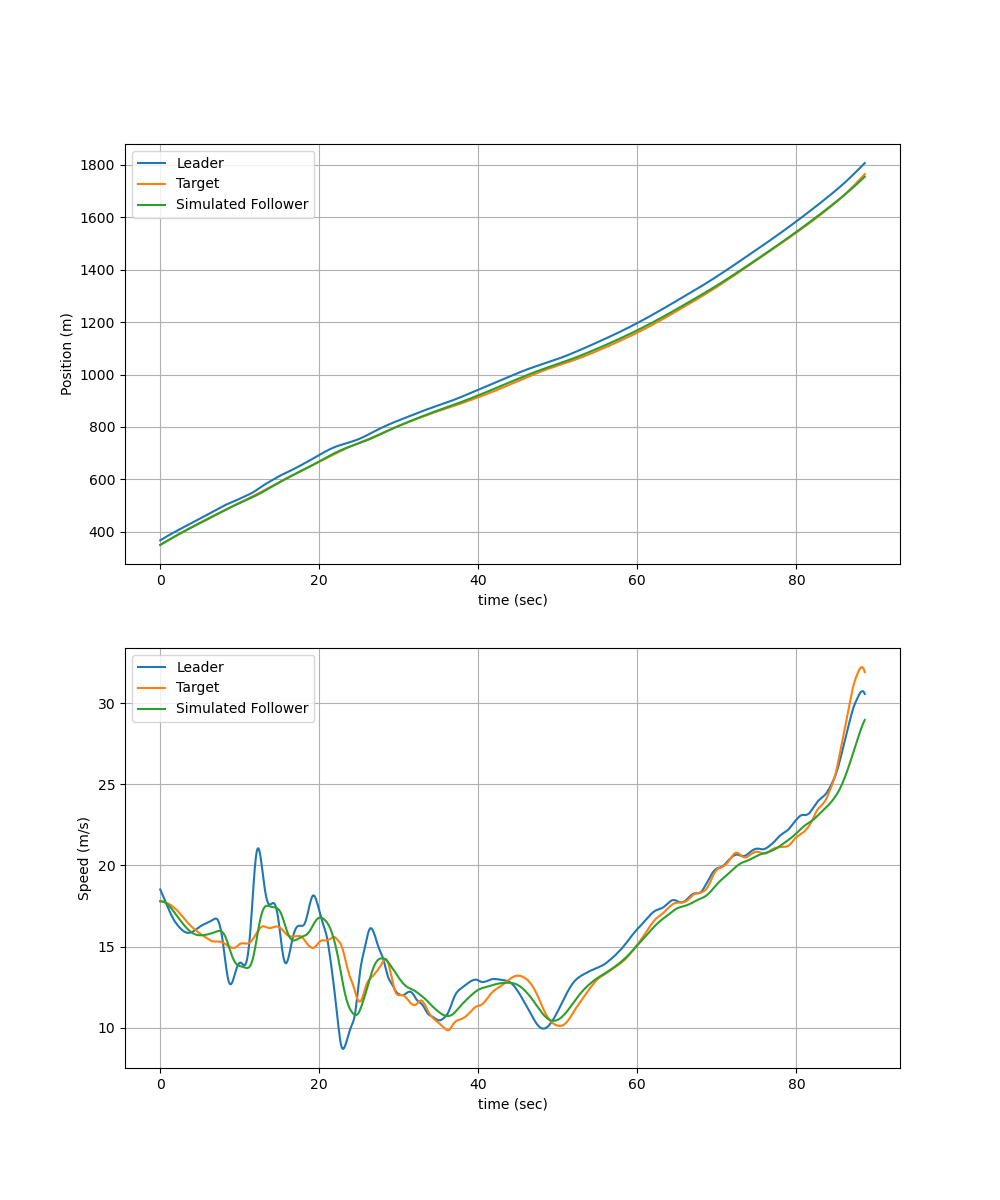 Leader
Target
Simulated Follower
1800
1600
1400
1200
1000
800
600
400
Position (m)
0 20 40 60 80
time (sec)
Leader
Target
Simulated Follower
30
25
20
15
10
Speed (m/s)
0 20 40 60 80
time (sec)